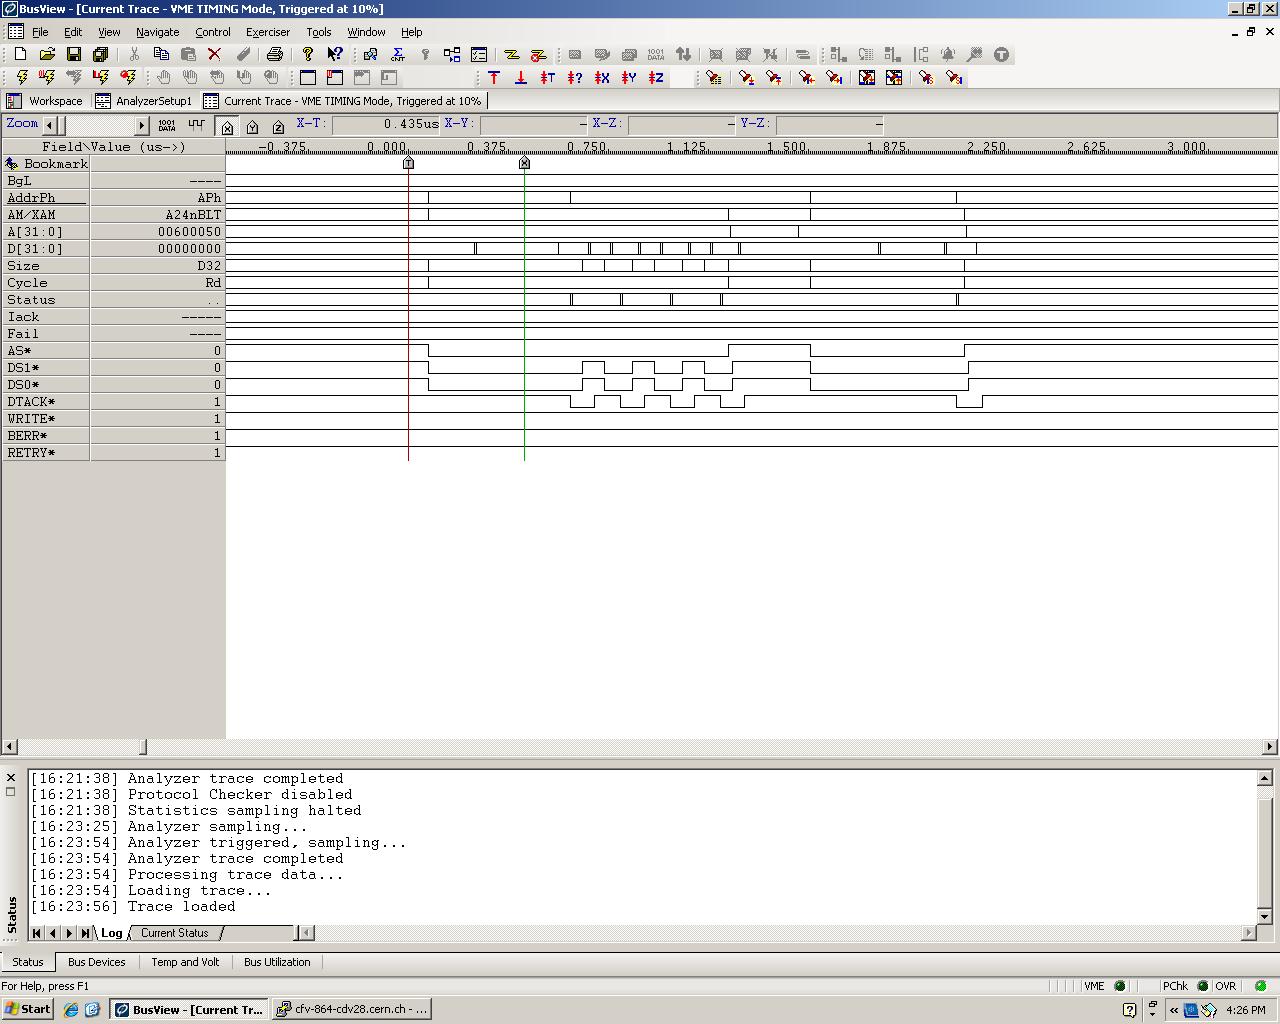 BusView - [Current Trace - VME TIMING Mode, Triggered at 10%]
File Edit View Navigate Control Exerciser Tools Window Help
Workspace AnalyzerSetup1 Current Trace - VME TIMING Mode, Triggered at 10%
Zoom X Y Z X-T: 0.435us X-Y: - X-Z: - Y-Z: -
Field\Value (us->) -0.375 0.000 0.375 0.750 1.125 1.500 1.875 2.250 2.625 3.000
Bookmark T X
BgL ----
AddrPh APh
AM/XAM A24nBLT
A[31:0] 00600050
D[31:0] 00000000
Size D32
Cycle Rd
Status ..
Iack -----
Fail ----
AS* 0
DS1* 0
DS0* 0
DTACK* 1
WRITE* 1
BERR* 1
RETRY* 1
[16:21:38] Analyzer trace completed
[16:21:38] Protocol Checker disabled
[16:21:38] Statistics sampling halted
[16:23:25] Analyzer sampling...
[16:23:54] Analyzer triggered, sampling...
[16:23:54] Analyzer trace completed
[16:23:54] Processing trace data...
[16:23:54] Loading trace...
[16:23:56] Trace loaded
Status
Log Current Status
Status Bus Devices Temp and Volt Bus Utilization
For Help, press F1 VME PChk OVR
Start BusView - [Current Tr... cfv-864-cdv28.cern.ch - ... 4:26 PM